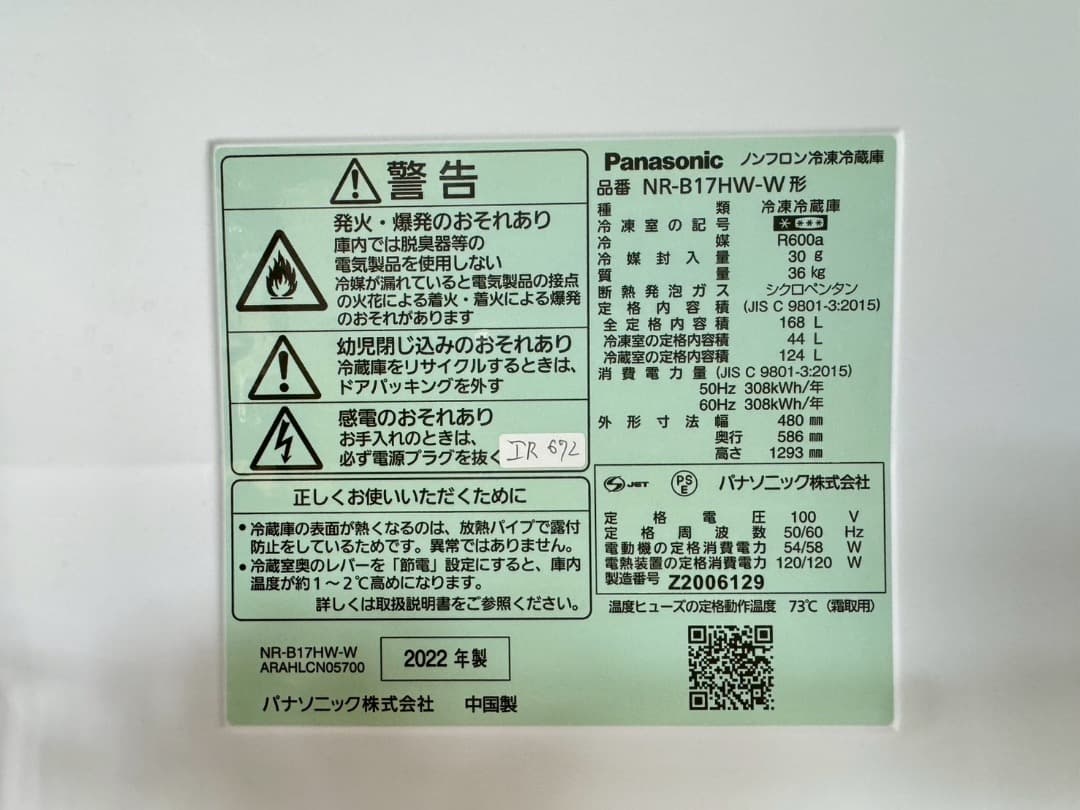 警告
発火・爆発のおそれあり
庫内では脱臭器等の
電気製品を使用しない
冷媒が漏れていると電気製品の接点
の火花による着火・着火による爆発
のおそれがあります
幼児閉じ込みのおそれあり
冷蔵庫をリサイクルするときは、
ドアパッキングを外す
感電のおそれあり
お手入れのときは、
必ず電源プラグを抜く
IR 672
正しくお使いいただくために
•冷蔵庫の表面が熱くなるのは、放熱パイプで露付
防止をしているためです。異常ではありません。
•冷蔵室奥のレバーを「節電」設定にすると、庫内
温度が約1～2℃高めになります。
詳しくは取扱説明書をご参照ください。
NR-B17HW-W
ARAHLCN05700
2022 年製
パナソニック株式会社 中国製
Panasonic ノンフロン冷凍冷蔵庫
品番 NR-B17HW-W形
種類 冷凍冷蔵庫
冷凍室の記号 * ***
冷媒 R600a
冷媒封入量 30 g
質量 36 kg
断熱発泡ガス シクロペンタン
定格内容積 (JIS C 9801-3:2015)
全定格内容積 168 L
冷凍室の定格内容積 44 L
冷蔵室の定格内容積 124 L
消費電力量 (JIS C 9801-3:2015)
50Hz 308kWh/年
60Hz 308kWh/年
外形寸法 幅 480 mm
奥行 586 mm
高さ 1293 mm
S JET PS E パナソニック株式会社
定格電圧 100 V
定格周波数 50/60 Hz
電動機の定格消費電力 54/58 W
電熱装置の定格消費電力 120/120 W
製造番号 Z2006129
温度ヒューズの定格動作温度 73℃（霜取用）